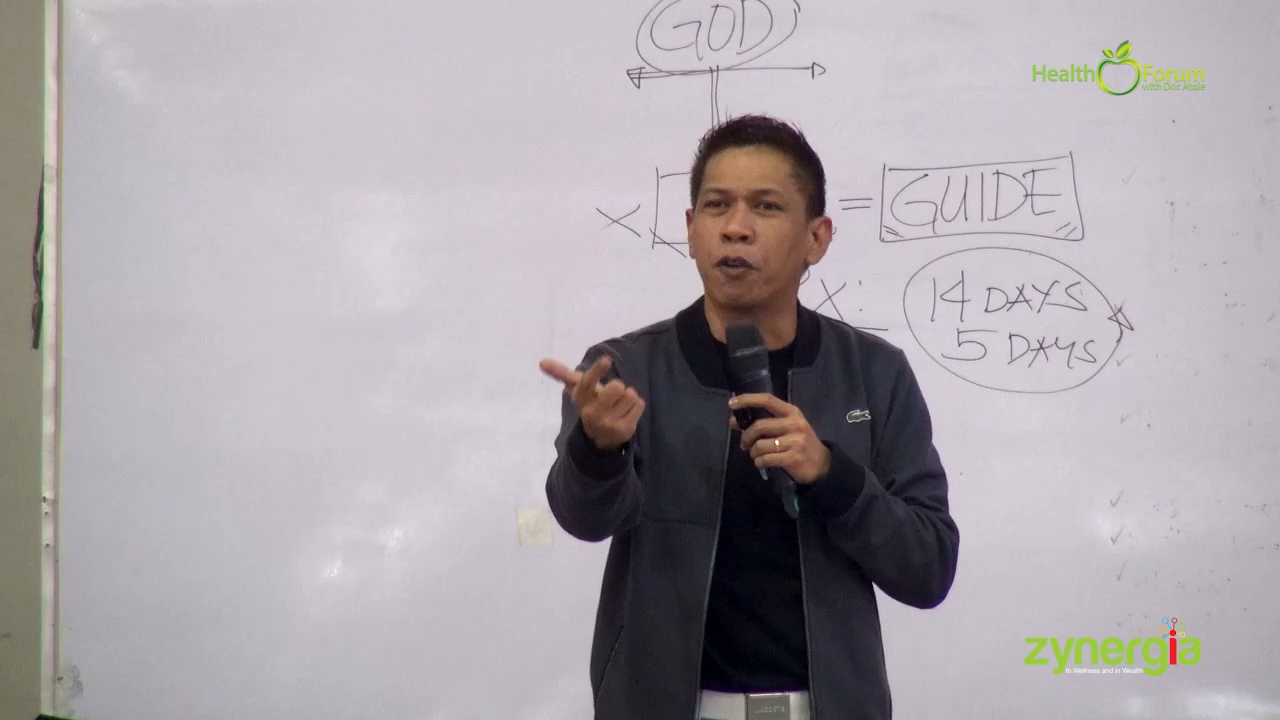 GOD
Health Forum
with Doc Atoie
X
= GUIDE
X:
14 DAYS
5 DAYS
zynergia
In Wellness and in Wealth